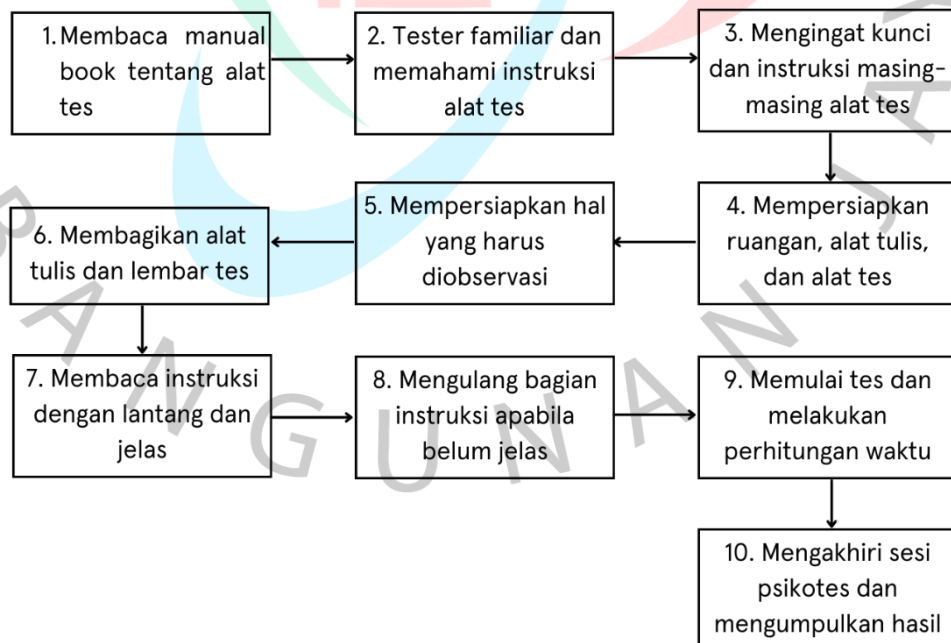 1. Membaca manual
book tentang alat
tes
2. Tester familiar dan
memahami instruksi
alat tes
3. Mengingat kunci
dan instruksi masing-
masing alat tes
4. Mempersiapkan
ruangan, alat tulis,
dan alat tes
5. Mempersiapkan hal
yang harus
diobservasi
6. Membagikan alat
tulis dan lembar tes
7. Membaca instruksi
dengan lantang dan
jelas
8. Mengulang bagian
instruksi apabila
belum jelas
9. Memulai tes dan
melakukan
perhitungan waktu
10. Mengakhiri sesi
psikotes dan
mengumpulkan hasil
BANGUNAN JA